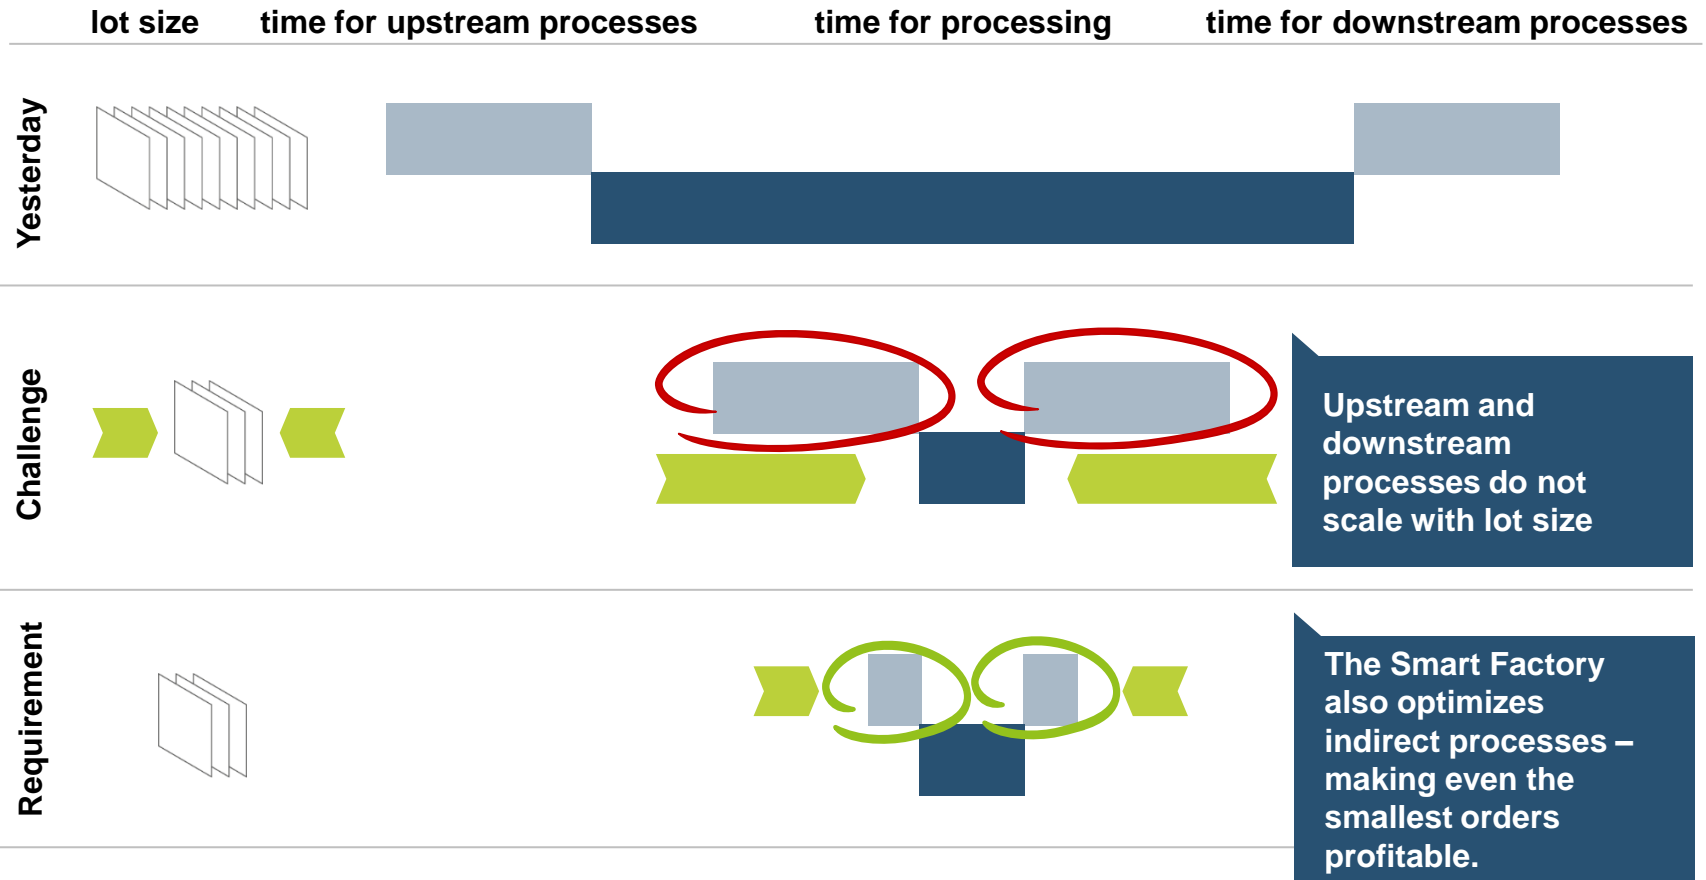 lot size
time for upstream processes
time for processing
time for downstream processes
Yesterday
Challenge
Upstream and
downstream
processes do not
scale with lot size
Requirement
The Smart Factory
also optimizes
indirect processes –
making even the
smallest orders
profitable.